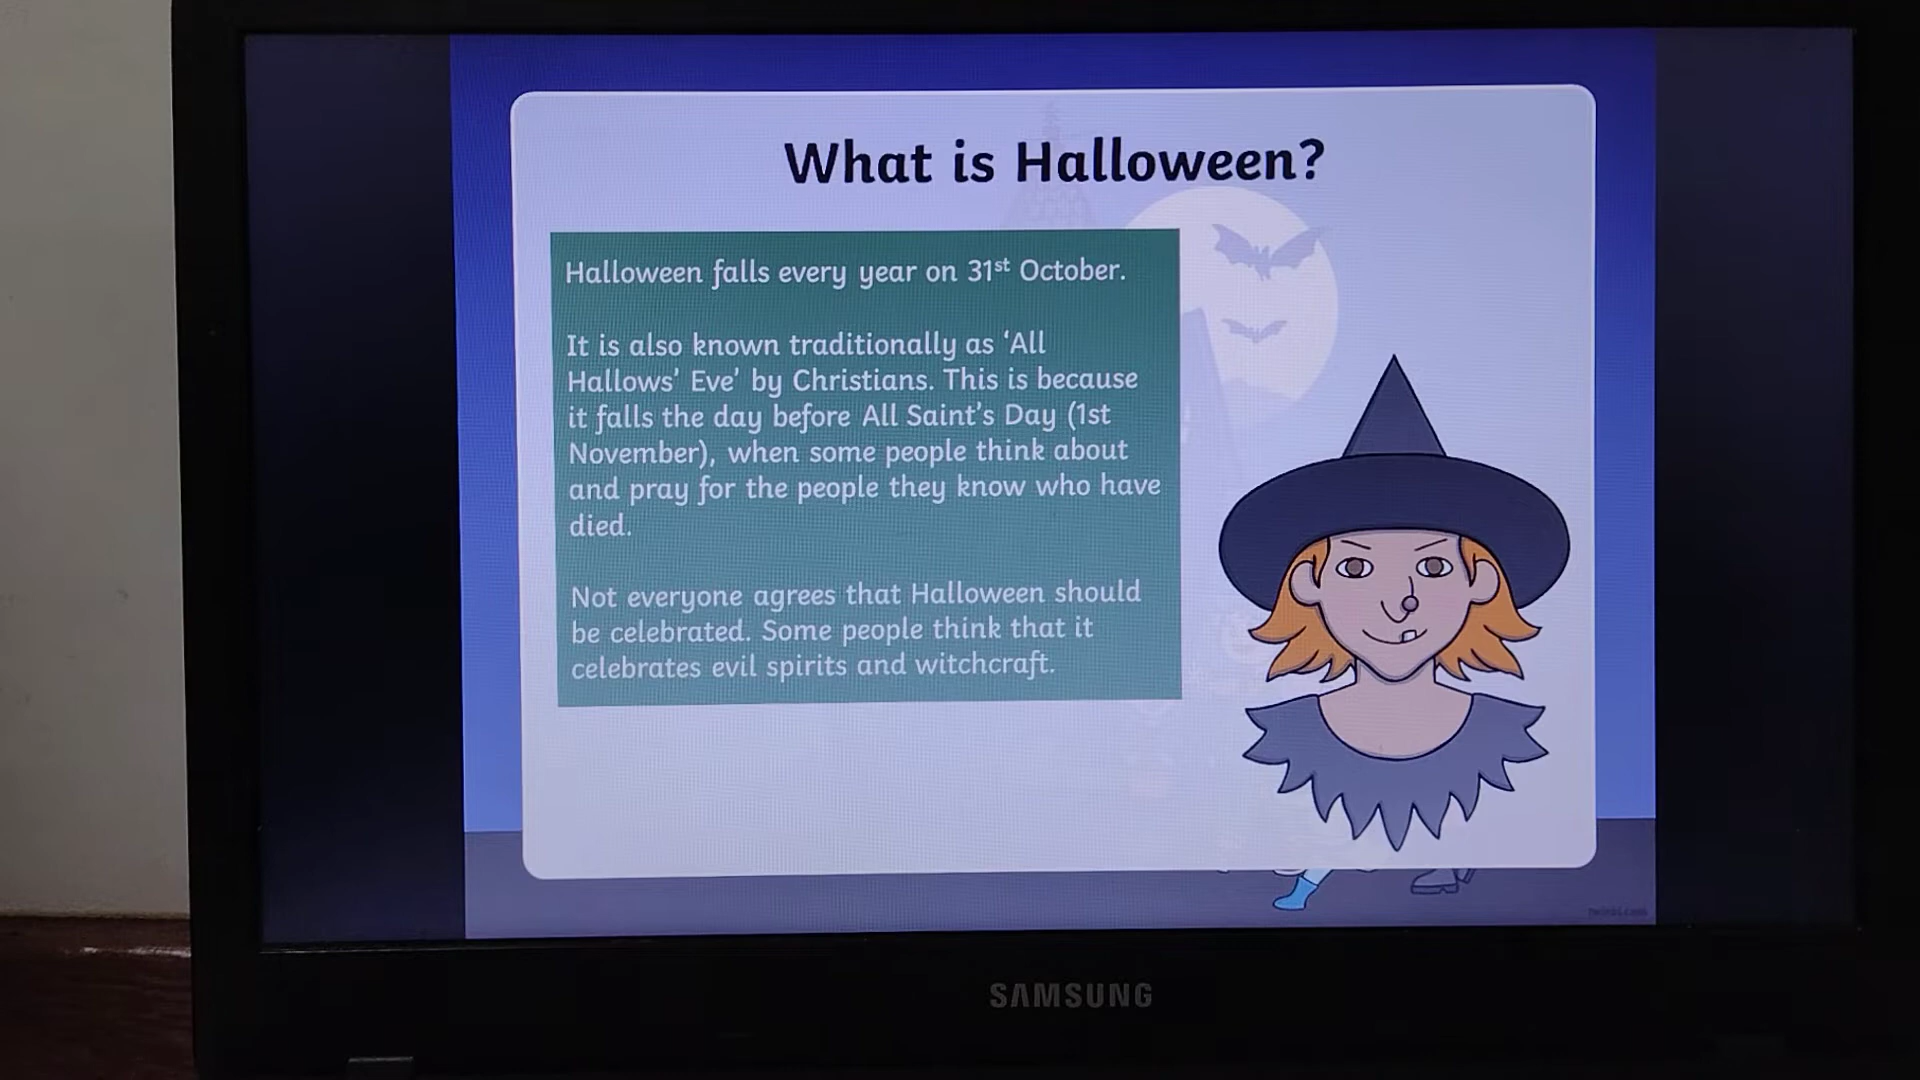 What is Halloween?
Halloween falls every year on 31st October.
It is also known traditionally as ‘All
Hallows’ Eve’ by Christians. This is because
it falls the day before All Saint’s Day (1st
November), when some people think about
and pray for the people they know who have
died.
Not everyone agrees that Halloween should
be celebrated. Some people think that it
celebrates evil spirits and witchcraft.
SAMSUNG